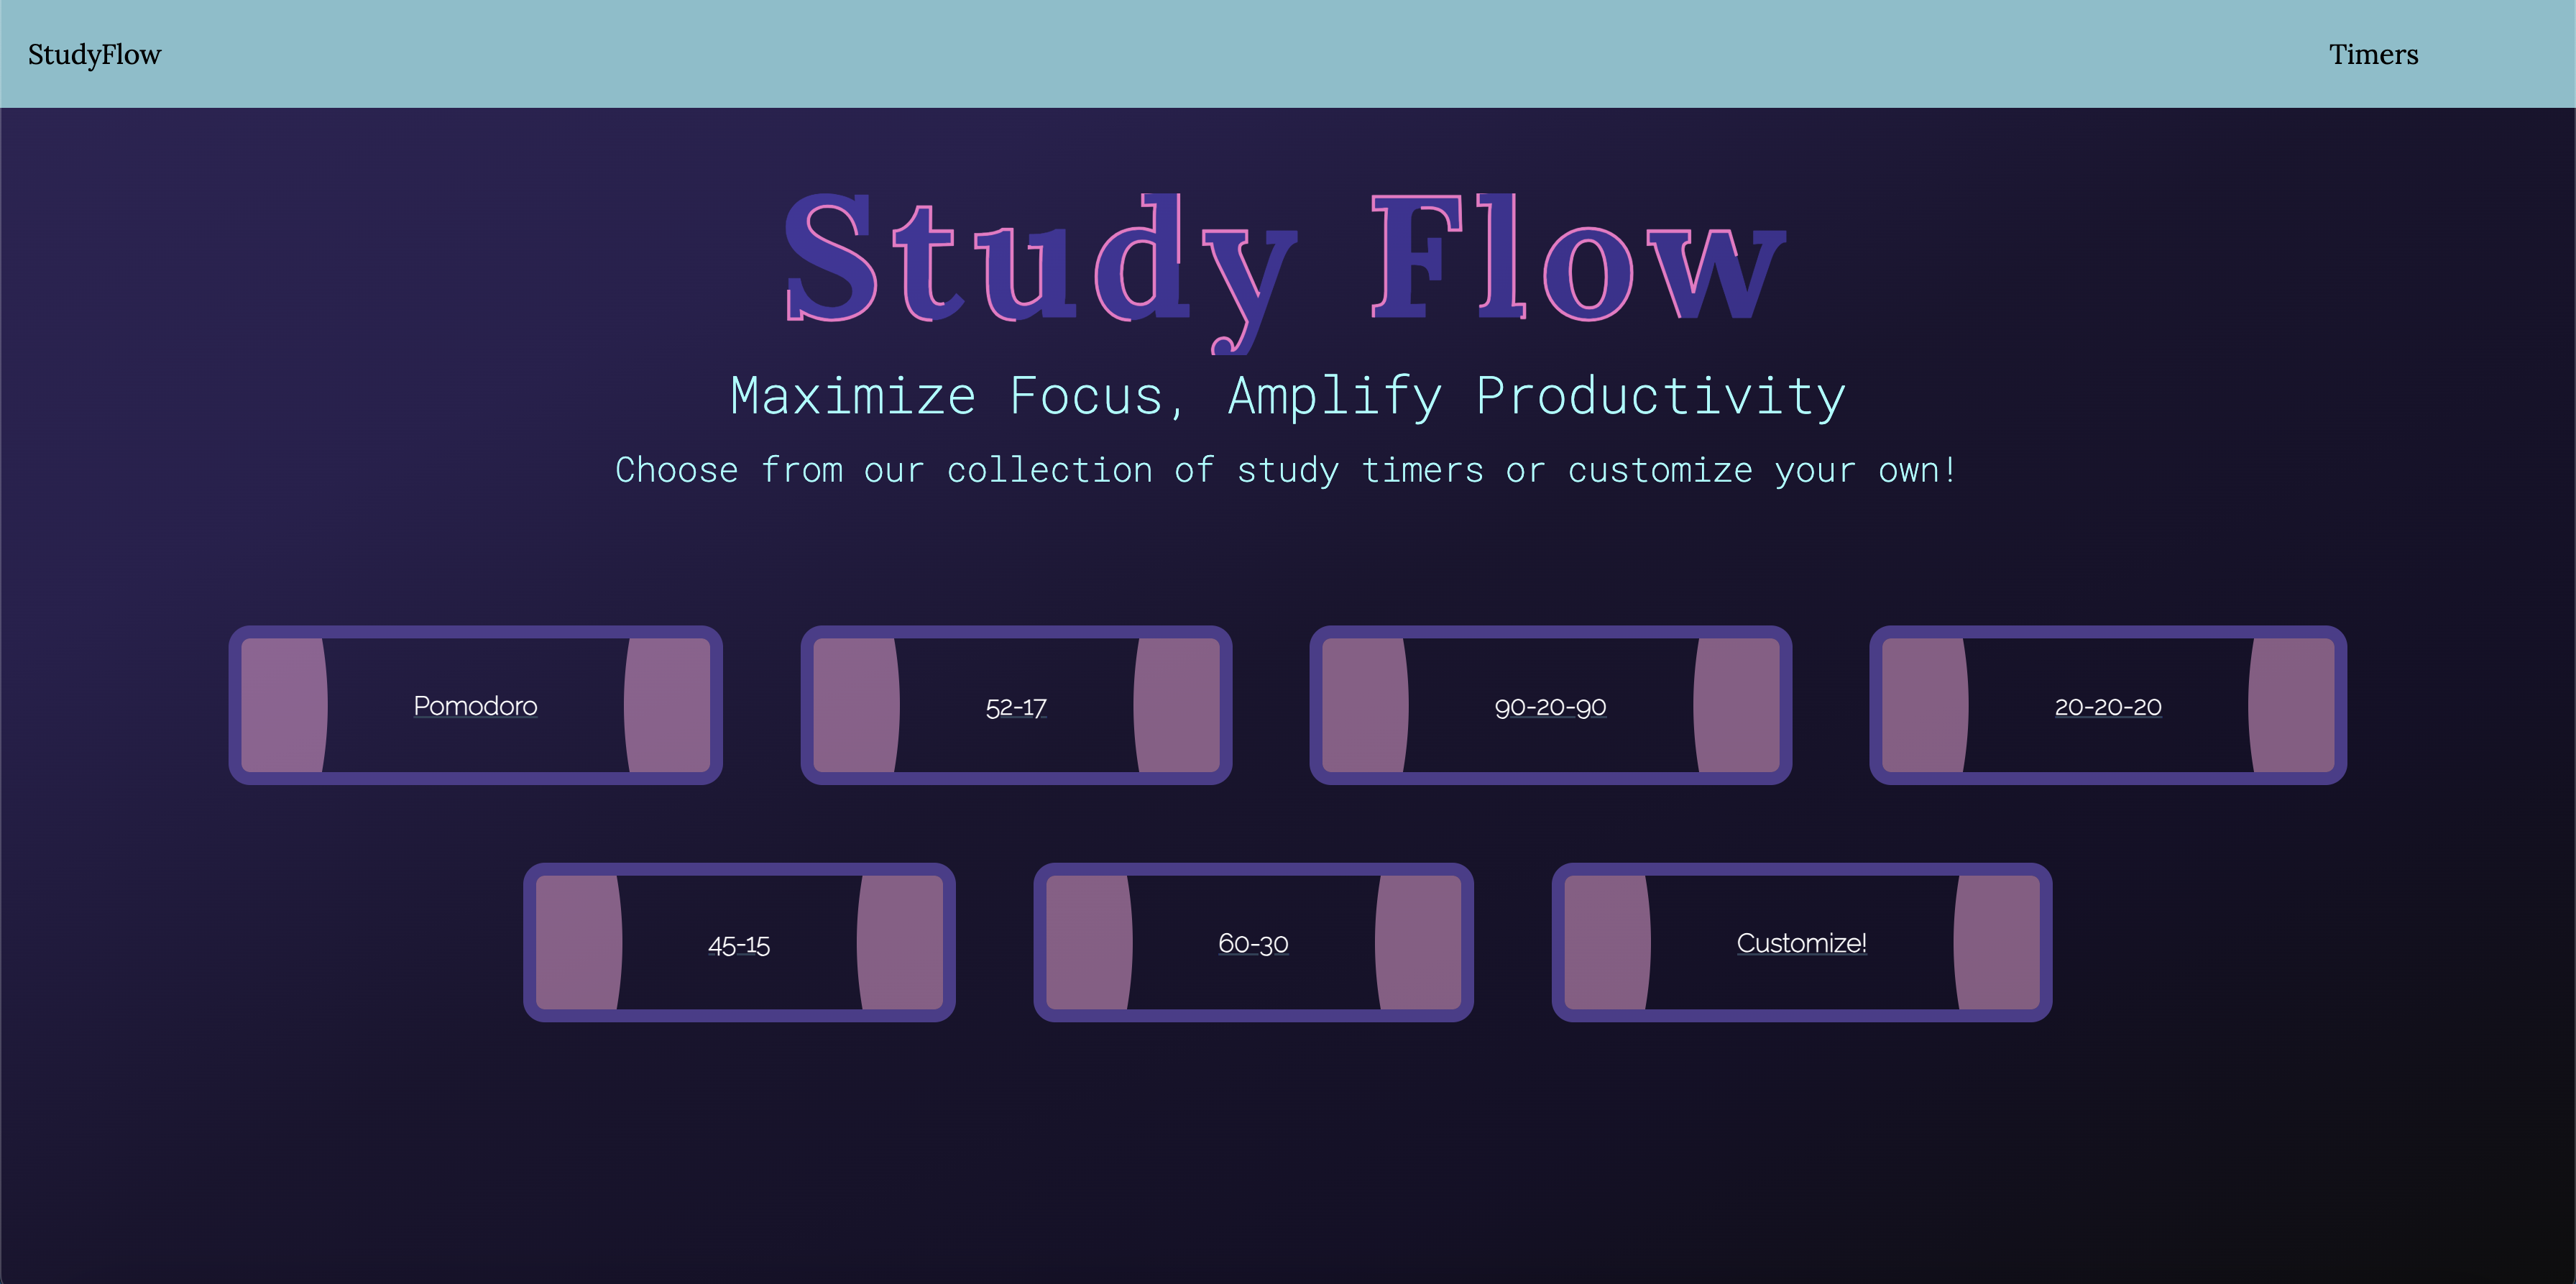 StudyFlow Timers
Study Flow
Maximize Focus, Amplify Productivity
Choose from our collection of study timers or customize your own!
Pomodoro 52-17 90-20-90 20-20-20
45-15 60-30 Customize!